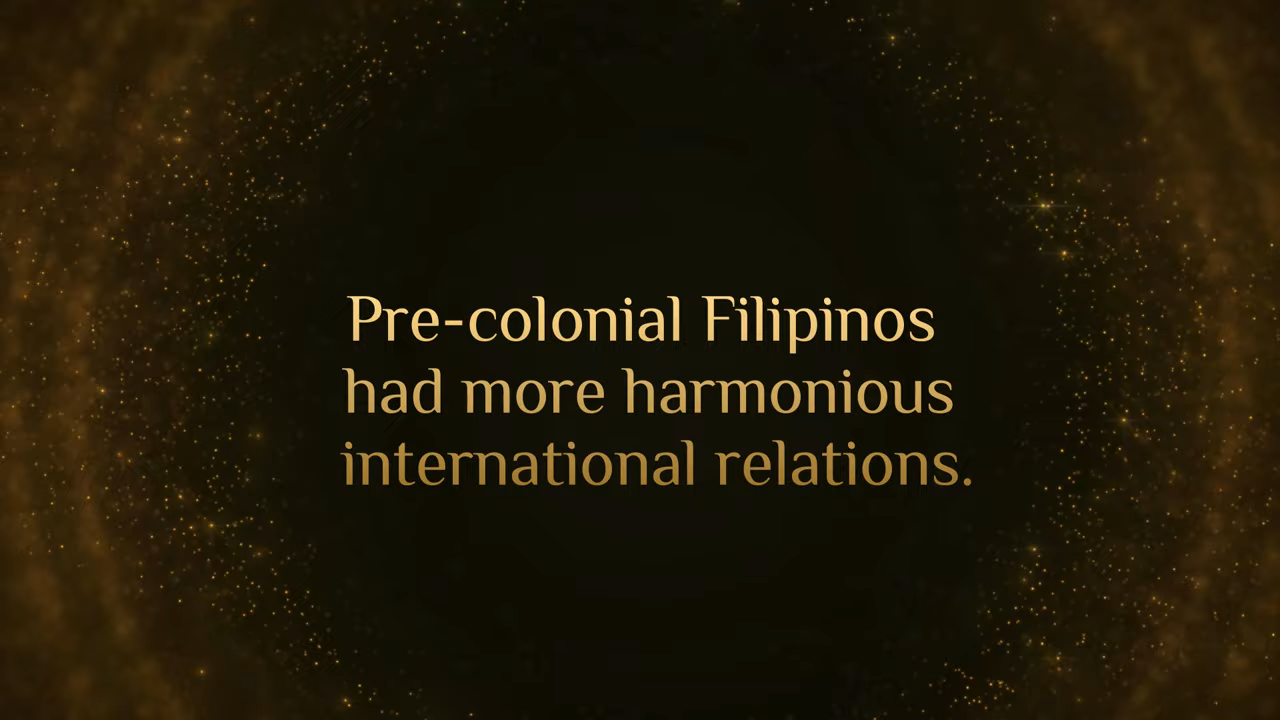 Pre-colonial Filipinos
had more harmonious
international relations.